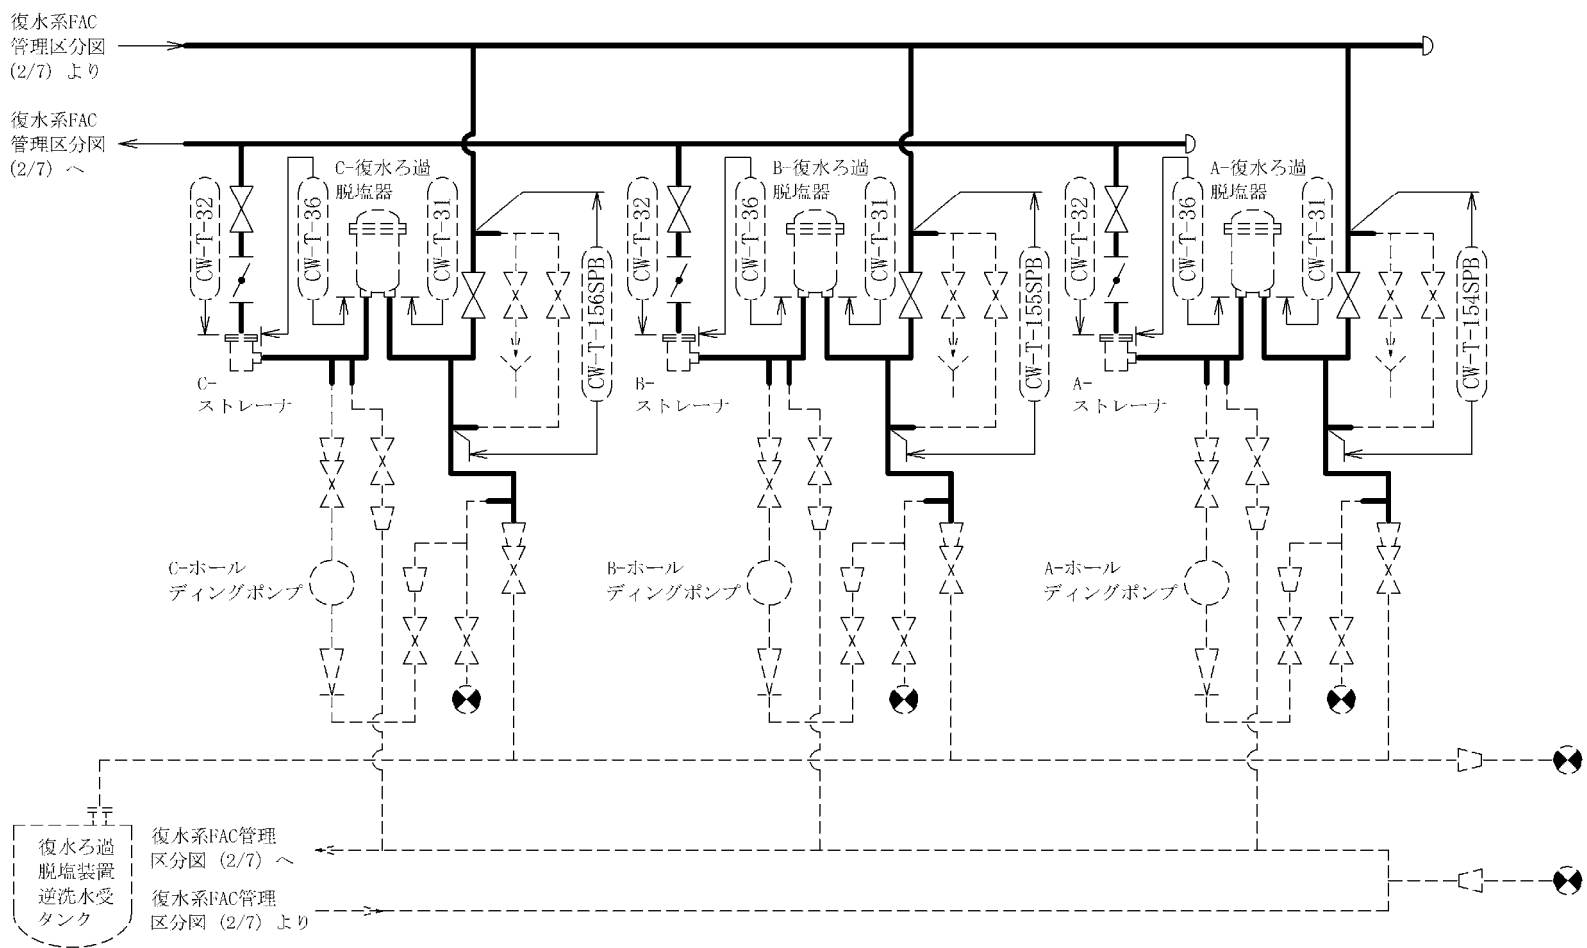 復水系FAC
管理区分図
(2/7) より
復水系FAC
管理区分図
(2/7) へ
C-復水ろ過
脱塩器
B-復水ろ過
脱塩器
A-復水ろ過
脱塩器
CW-T-32
CW-T-36
CW-T-31
CW-T-156SPB
CW-T-32
CW-T-36
CW-T-31
CW-T-155SPB
CW-T-32
CW-T-36
CW-T-31
CW-T-154SPB
C-
ストレーナ
B-
ストレーナ
A-
ストレーナ
C-ホール
ディングポンプ
B-ホール
ディングポンプ
A-ホール
ディングポンプ
復水ろ過
脱塩装置
逆洗水受
タンク
復水系FAC管理
区分図 (2/7) へ
復水系FAC管理
区分図 (2/7) より